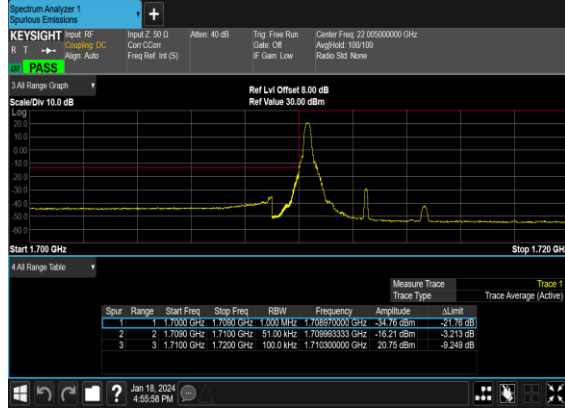 Spectrum Analyzer 1
Spurious Emissions
KEYSIGHT
R T
LU PASS
Input: RF
Coupling: DC
Align: Auto
Input Z: 50 Ω
Corr CCorr
Freq Ref: Int (S)
Atten: 40 dB
Trig: Free Run
Gate: Off
IF Gain: Low
Center Freq: 22.005000000 GHz
Avg|Hold: 100/100
Radio Std: None
3 All Range Graph
Scale/Div 10.0 dB
Ref Lvl Offset 8.00 dB
Ref Value 30.00 dBm
Log
20.0
10.0
0.00
-10.0
-20.0
-30.0
-40.0
-50.0
-60.0
Start 1.700 GHz
Stop 1.720 GH
4 All Range Table
Measure Trace Trace 1
Trace Type Trace Average (Active)
Spur Range Start Freq Stop Freq RBW Frequency Amplitude ΔLimit
1 1 1.7000 GHz 1.7090 GHz 1.000 MHz 1.708970000 GHz -34.76 dBm -21.76 dB
2 2 1.7090 GHz 1.7100 GHz 51.00 kHz 1.709993333 GHz -16.21 dBm -3.213 dB
3 3 1.7100 GHz 1.7200 GHz 100.0 kHz 1.710300000 GHz 20.75 dBm -9.249 dB
?
Jan 18, 2024
4:55:58 PM